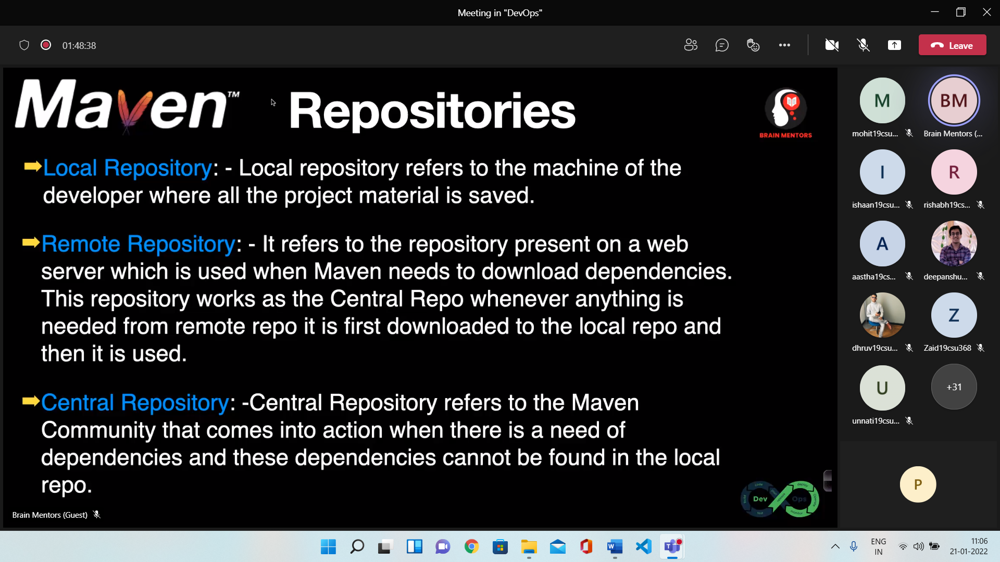 Meeting in "DevOps"
01:48:38
Leave
Maven™
Repositories
BRAIN MENTORS
Local Repository: - Local repository refers to the machine of the
developer where all the project material is saved.
Remote Repository: - It refers to the repository present on a web
server which is used when Maven needs to download dependencies.
This repository works as the Central Repo whenever anything is
needed from remote repo it is first downloaded to the local repo and
then it is used.
Central Repository: -Central Repository refers to the Maven
Community that comes into action when there is a need of
dependencies and these dependencies cannot be found in the local
repo.
code
Dev
test
deploy
Ops
operate
monitor
Brain Mentors (Guest)
M
BM
mohit19csu...
Brain Mentors (...
I
R
ishaan19csu...
rishabh19cs...
A
aastha19cs...
deepanshu...
Z
dhruv19csu...
Zaid19csu368
U
+31
unnati19csu...
P
W
T
ENG
IN
11:06
21-01-2022